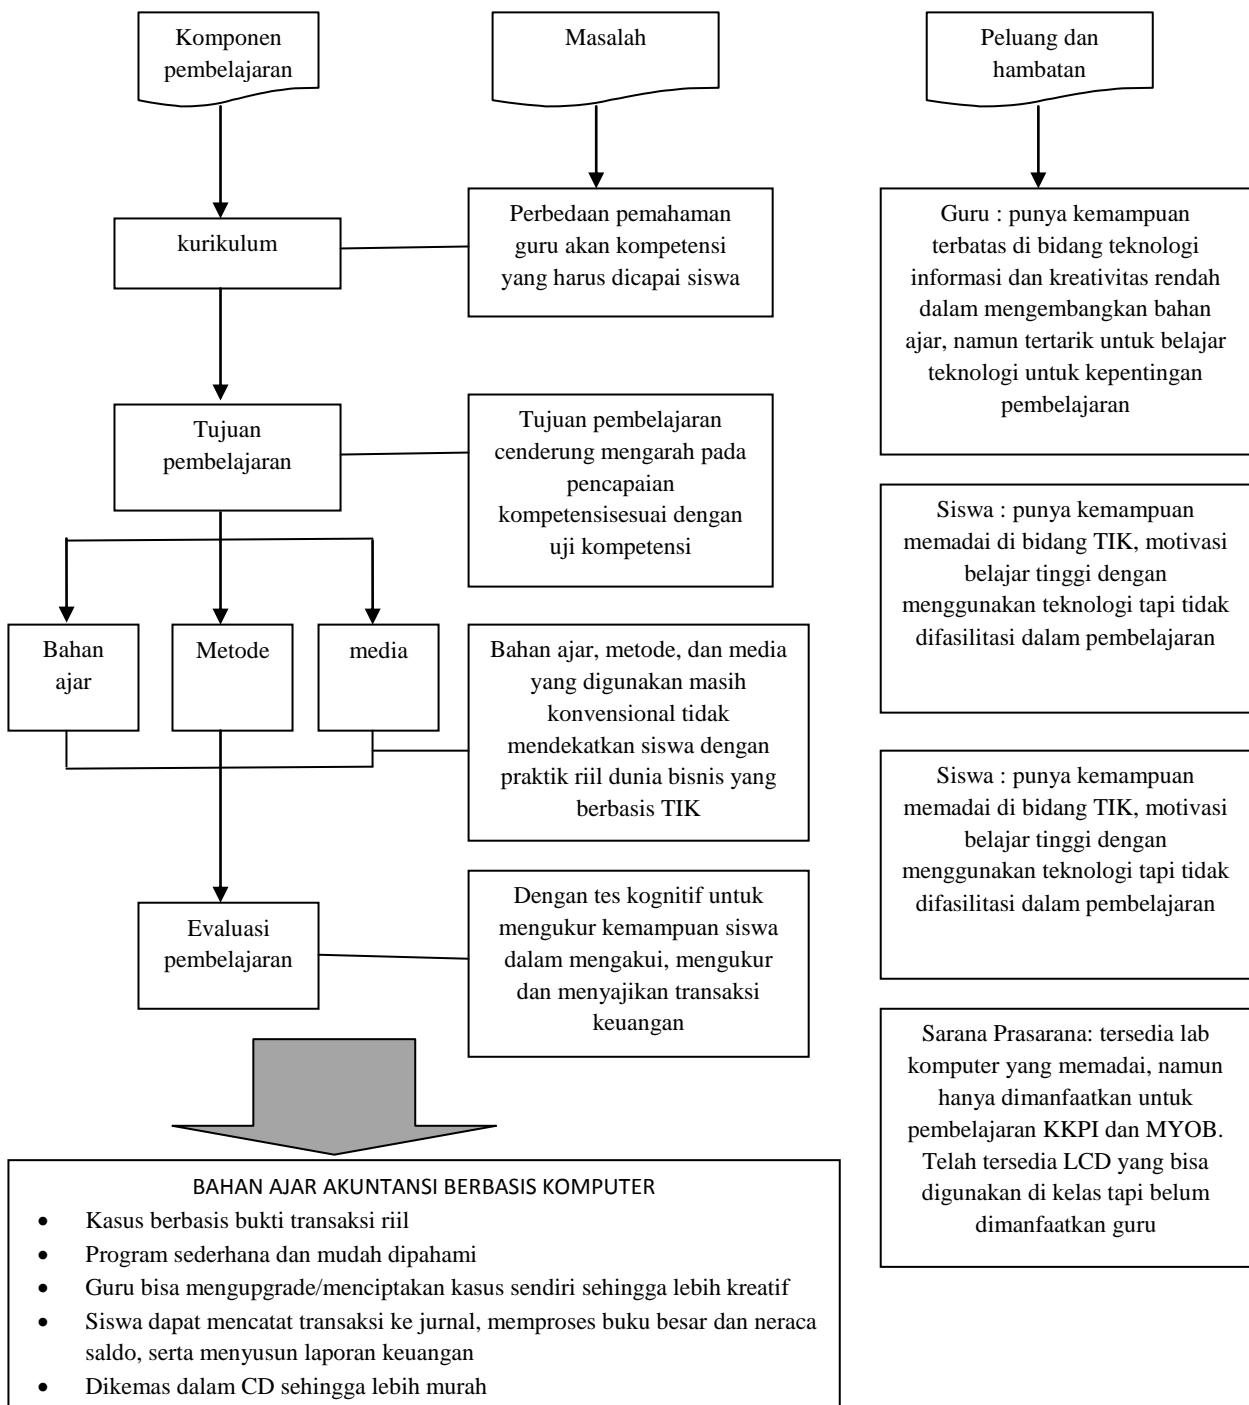 Komponen
pembelajaran
Masalah
Peluang dan
hambatan
kurikulum
Perbedaan pemahaman
guru akan kompetensi
yang harus dicapai siswa
Guru : punya kemampuan
terbatas di bidang teknologi
informasi dan kreativitas rendah
dalam mengembangkan bahan
ajar, namun tertarik untuk belajar
teknologi untuk kepentingan
pembelajaran
Tujuan
pembelajaran
Tujuan pembelajaran
cenderung mengarah pada
pencapaian
kompetensisesuai dengan
uji kompetensi
Siswa : punya kemampuan
memadai di bidang TIK, motivasi
belajar tinggi dengan
menggunakan teknologi tapi tidak
difasilitasi dalam pembelajaran
Bahan
ajar
Metode
media
Bahan ajar, metode, dan media
yang digunakan masih
konvensional tidak
mendekatkan siswa dengan
praktik riil dunia bisnis yang
berbasis TIK
Siswa : punya kemampuan
memadai di bidang TIK, motivasi
belajar tinggi dengan
menggunakan teknologi tapi tidak
difasilitasi dalam pembelajaran
Evaluasi
pembelajaran
Dengan tes kognitif untuk
mengukur kemampuan siswa
dalam mengakui, mengukur
dan menyajikan transaksi
keuangan
Sarana Prasarana: tersedia lab
komputer yang memadai, namun
hanya dimanfaatkan untuk
pembelajaran KKPI dan MYOB.
Telah tersedia LCD yang bisa
digunakan di kelas tapi belum
dimanfaatkan guru
BAHAN AJAR AKUNTANSI BERBASIS KOMPUTER
• Kasus berbasis bukti transaksi riil
• Program sederhana dan mudah dipahami
• Guru bisa mengupgrade/menciptakan kasus sendiri sehingga lebih kreatif
• Siswa dapat mencatat transaksi ke jurnal, memproses buku besar dan neraca
saldo, serta menyusun laporan keuangan
• Dikemas dalam CD sehingga lebih murah